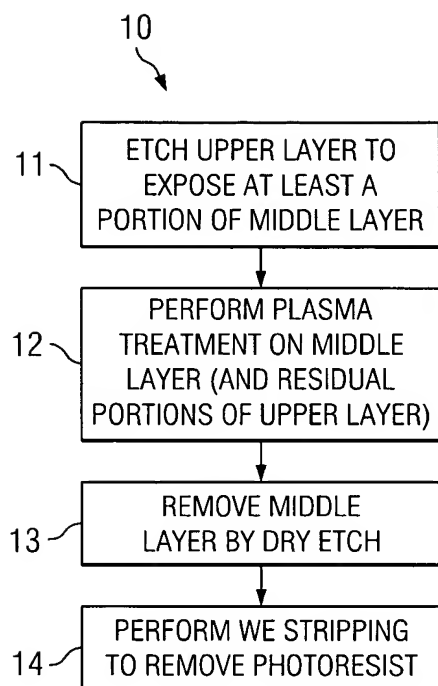 10
11
ETCH UPPER LAYER TO
EXPOSE AT LEAST A
PORTION OF MIDDLE LAYER
12
PERFORM PLASMA
TREATMENT ON MIDDLE
LAYER (AND RESIDUAL
PORTIONS OF UPPER LAYER)
13
REMOVE MIDDLE
LAYER BY DRY ETCH
14
PERFORM WE STRIPPING
TO REMOVE PHOTORESIST